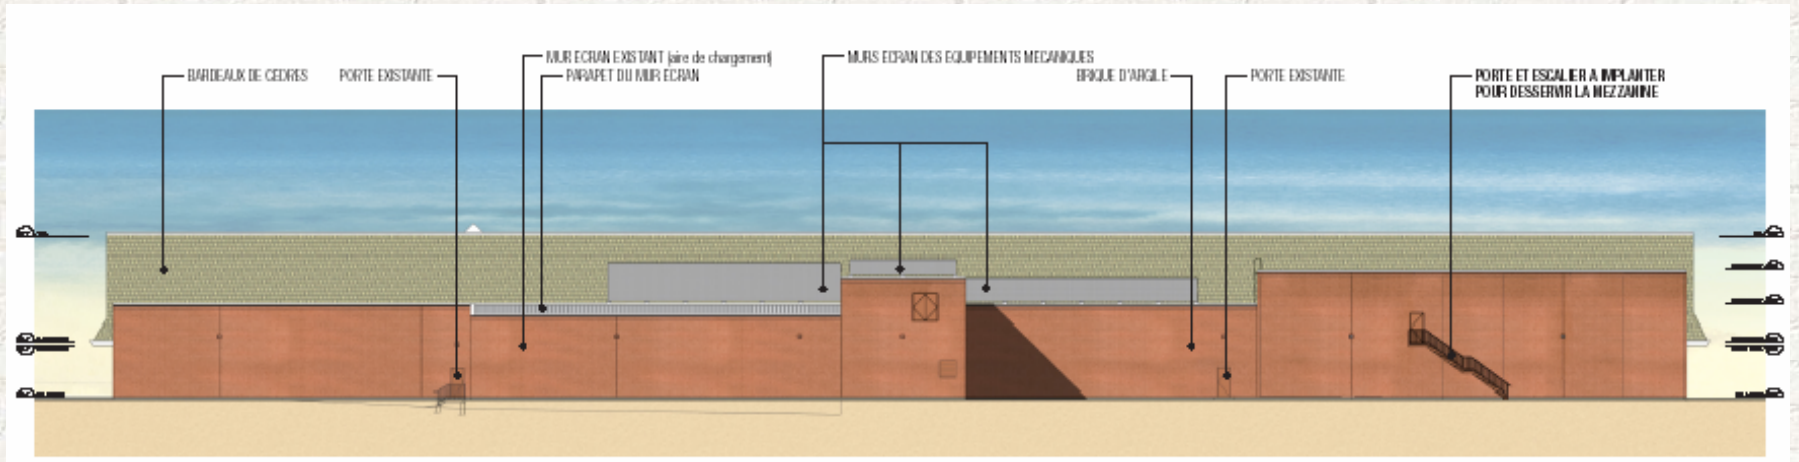 MUR ECRAN EXISTANT (aire de chargement)
MURS ECRAN DES EQUIPEMENTS MECANIQUES
BARDEAUX DE CEDRES
PORTE EXISTANTE
PARAPET DU MUR ECRAN
BRIQUE D'ARGILE
PORTE EXISTANTE
PORTE ET ESCALIER A IMPLANTER
POUR DESSERVIR LA MEZZANINE